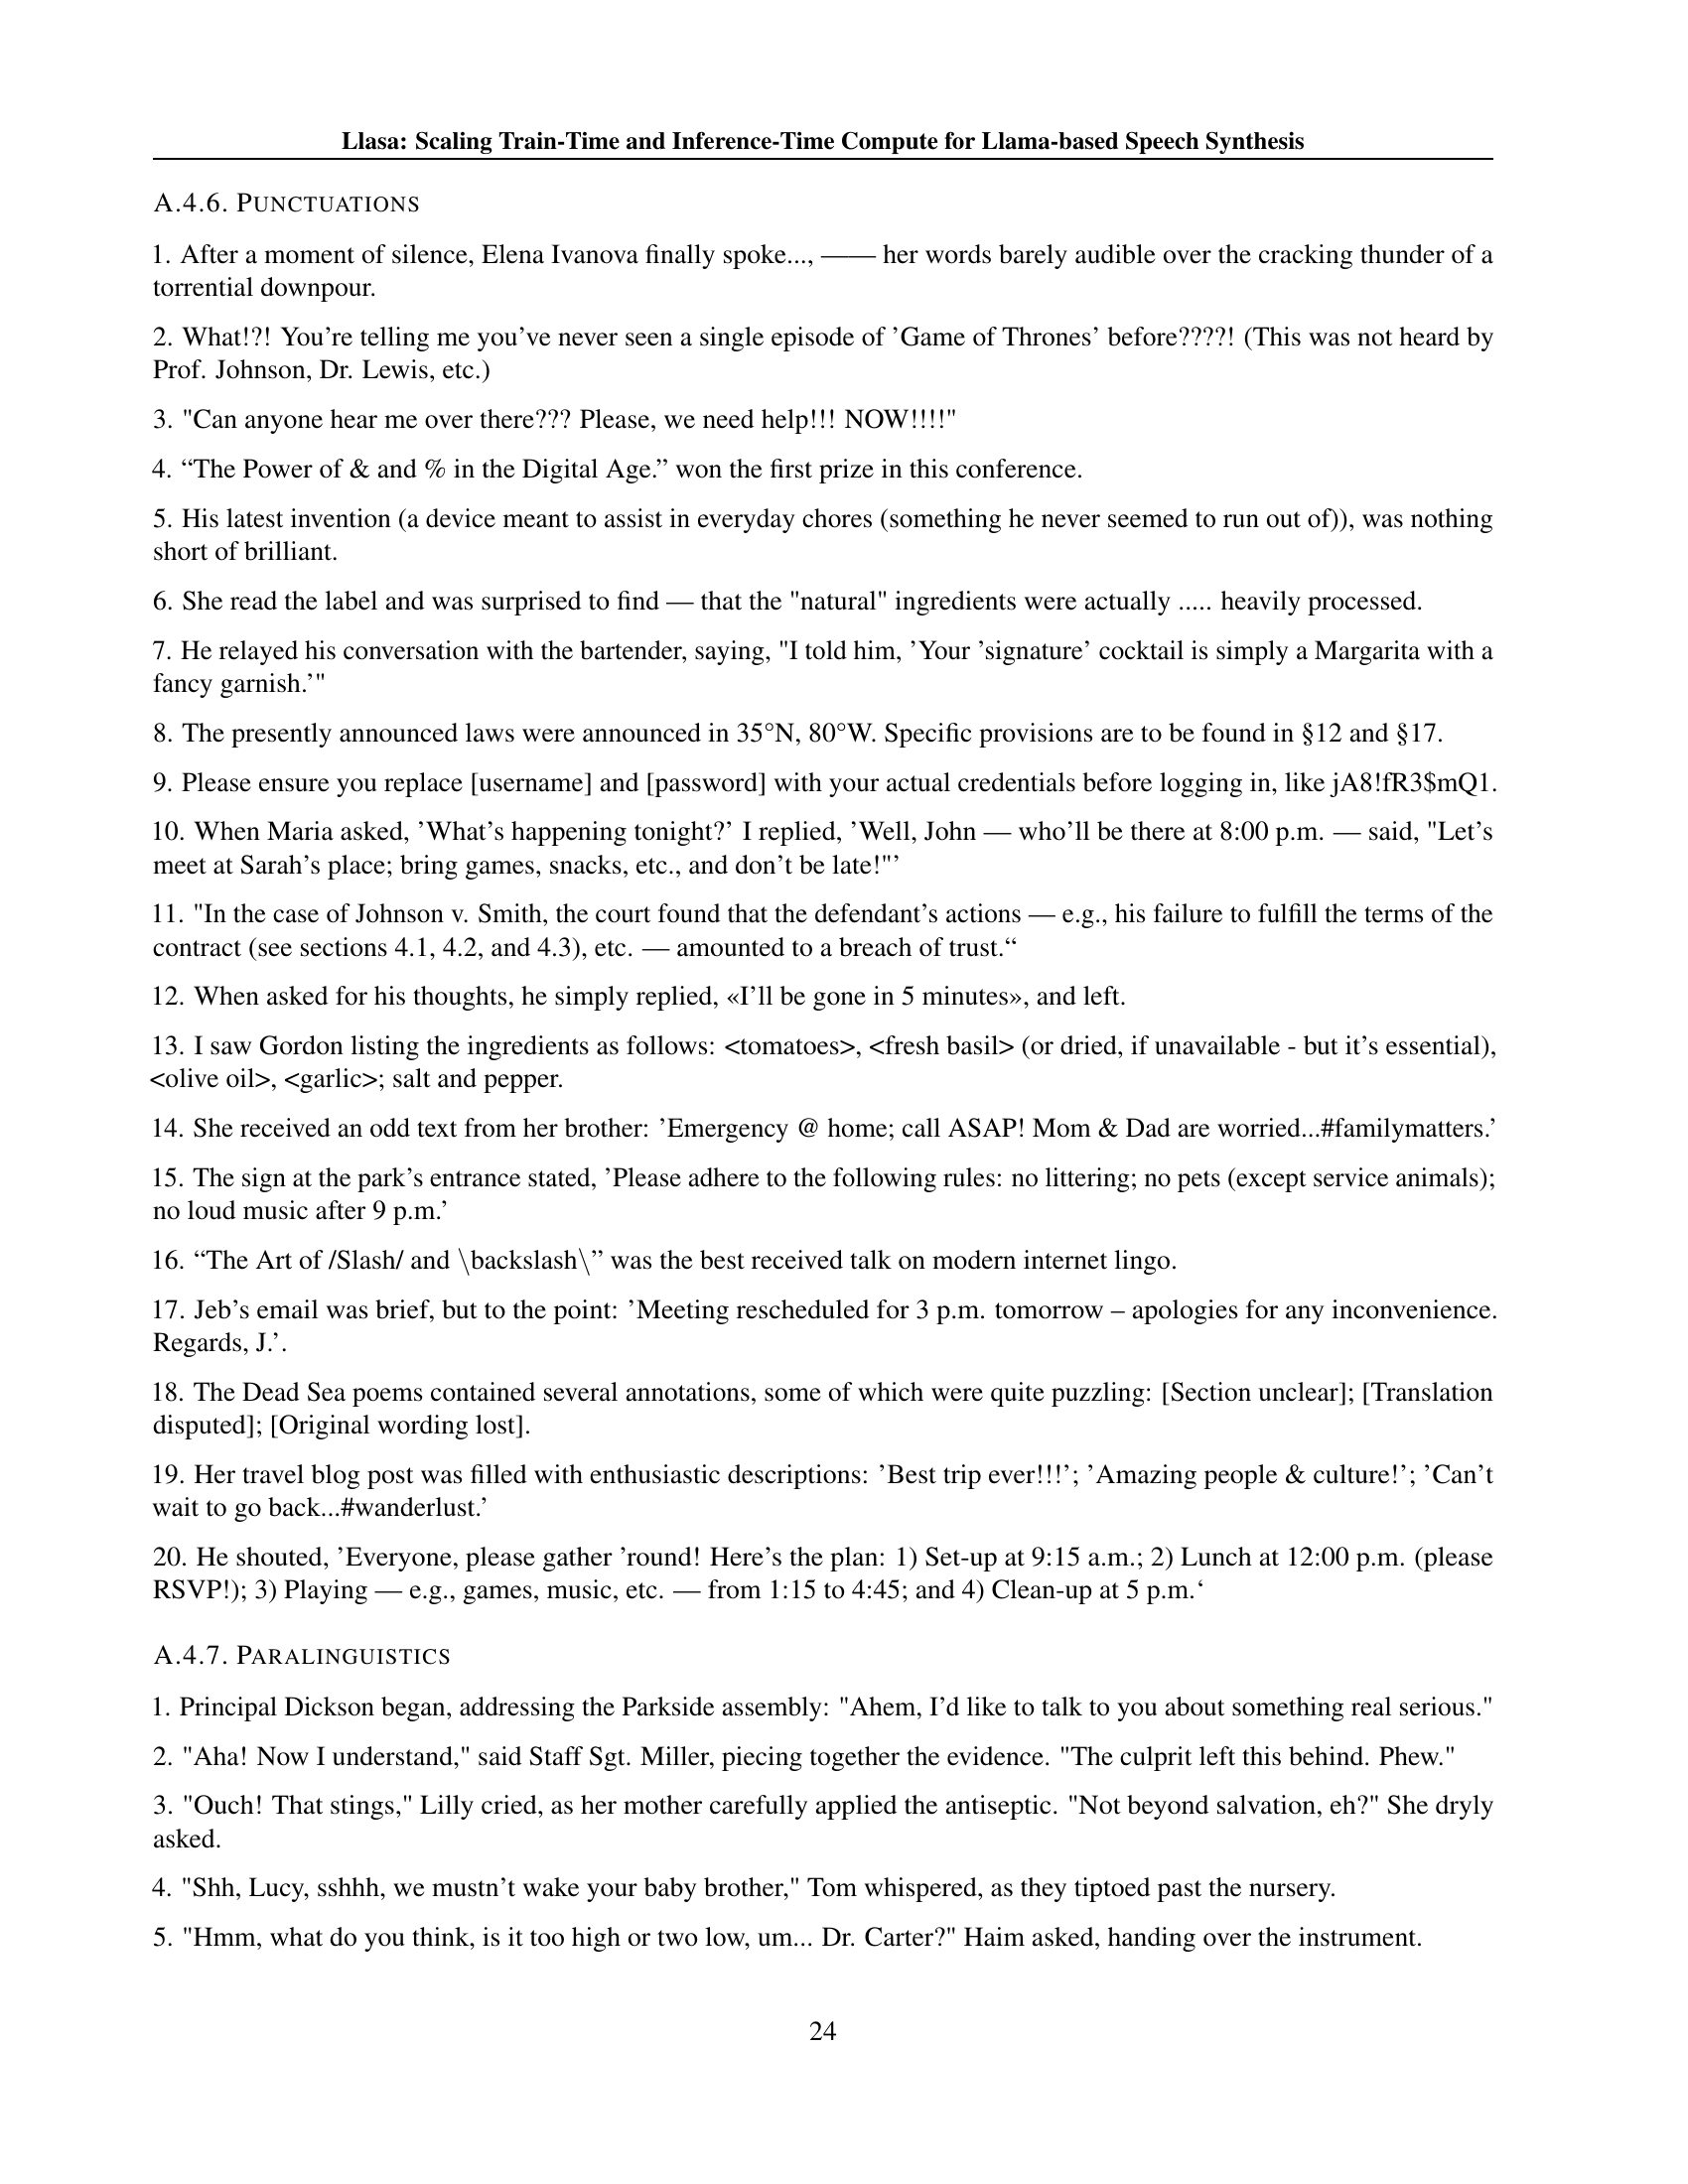 Llasa: Scaling Train-Time and Inference-Time Compute for Llama-based Speech Synthesis
A.4.6. PUNCTUATIONS
1. After a moment of silence, Elena Ivanova finally spoke..., —— her words barely audible over the cracking thunder of a
torrential downpour.
2. What!?! You’re telling me you’ve never seen a single episode of ’Game of Thrones’ before????! (This was not heard by
Prof. Johnson, Dr. Lewis, etc.)
3. "Can anyone hear me over there??? Please, we need help!!! NOW!!!!"
4. “The Power of & and % in the Digital Age.” won the first prize in this conference.
5. His latest invention (a device meant to assist in everyday chores (something he never seemed to run out of)), was nothing
short of brilliant.
6. She read the label and was surprised to find — that the "natural" ingredients were actually ..... heavily processed.
7. He relayed his conversation with the bartender, saying, "I told him, ’Your ’signature’ cocktail is simply a Margarita with a
fancy garnish.’"
8. The presently announced laws were announced in 35°N, 80°W. Specific provisions are to be found in §12 and §17.
9. Please ensure you replace [username] and [password] with your actual credentials before logging in, like jA8!fR3$mQ1.
10. When Maria asked, ’What’s happening tonight?’ I replied, ’Well, John — who’ll be there at 8:00 p.m. — said, "Let’s
meet at Sarah’s place; bring games, snacks, etc., and don’t be late!"’
11. "In the case of Johnson v. Smith, the court found that the defendant’s actions — e.g., his failure to fulfill the terms of the
contract (see sections 4.1, 4.2, and 4.3), etc. — amounted to a breach of trust.“
12. When asked for his thoughts, he simply replied, «I’ll be gone in 5 minutes», and left.
13. I saw Gordon listing the ingredients as follows: <tomatoes>, <fresh basil> (or dried, if unavailable - but it’s essential),
<olive oil>, <garlic>; salt and pepper.
14. She received an odd text from her brother: ’Emergency @ home; call ASAP! Mom & Dad are worried...#familymatters.’
15. The sign at the park’s entrance stated, ’Please adhere to the following rules: no littering; no pets (except service animals);
no loud music after 9 p.m.’
16. “The Art of /Slash/ and \backslash\” was the best received talk on modern internet lingo.
17. Jeb’s email was brief, but to the point: ’Meeting rescheduled for 3 p.m. tomorrow – apologies for any inconvenience.
Regards, J.’.
18. The Dead Sea poems contained several annotations, some of which were quite puzzling: [Section unclear]; [Translation
disputed]; [Original wording lost].
19. Her travel blog post was filled with enthusiastic descriptions: ’Best trip ever!!!’; ’Amazing people & culture!’; ’Can’t
wait to go back...#wanderlust.’
20. He shouted, ’Everyone, please gather ’round! Here’s the plan: 1) Set-up at 9:15 a.m.; 2) Lunch at 12:00 p.m. (please
RSVP!); 3) Playing — e.g., games, music, etc. — from 1:15 to 4:45; and 4) Clean-up at 5 p.m.‘
A.4.7. PARALINGUISTICS
1. Principal Dickson began, addressing the Parkside assembly: "Ahem, I’d like to talk to you about something real serious."
2. "Aha! Now I understand," said Staff Sgt. Miller, piecing together the evidence. "The culprit left this behind. Phew."
3. "Ouch! That stings," Lilly cried, as her mother carefully applied the antiseptic. "Not beyond salvation, eh?" She dryly
asked.
4. "Shh, Lucy, sshhh, we mustn’t wake your baby brother," Tom whispered, as they tiptoed past the nursery.
5. "Hmm, what do you think, is it too high or two low, um... Dr. Carter?" Haim asked, handing over the instrument.
24